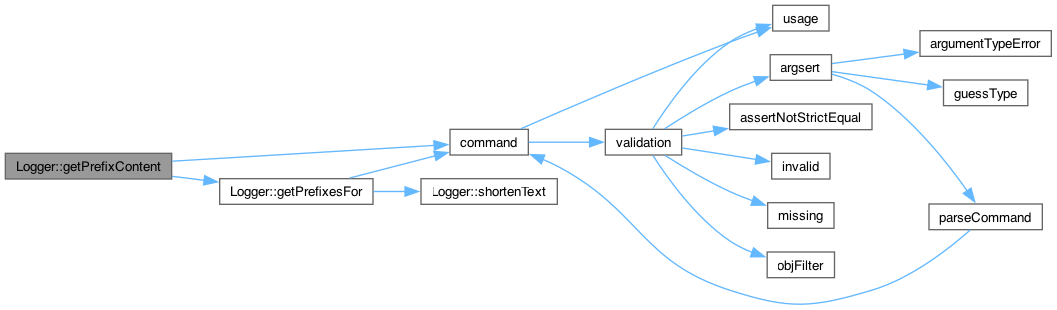 Logger::getPrefixContent
Logger::getPrefixesFor
command
Logger::shortenText
validation
usage
argsert
assertNotStrictEqual
invalid
missing
objFilter
argumentTypeError
guessType
parseCommand